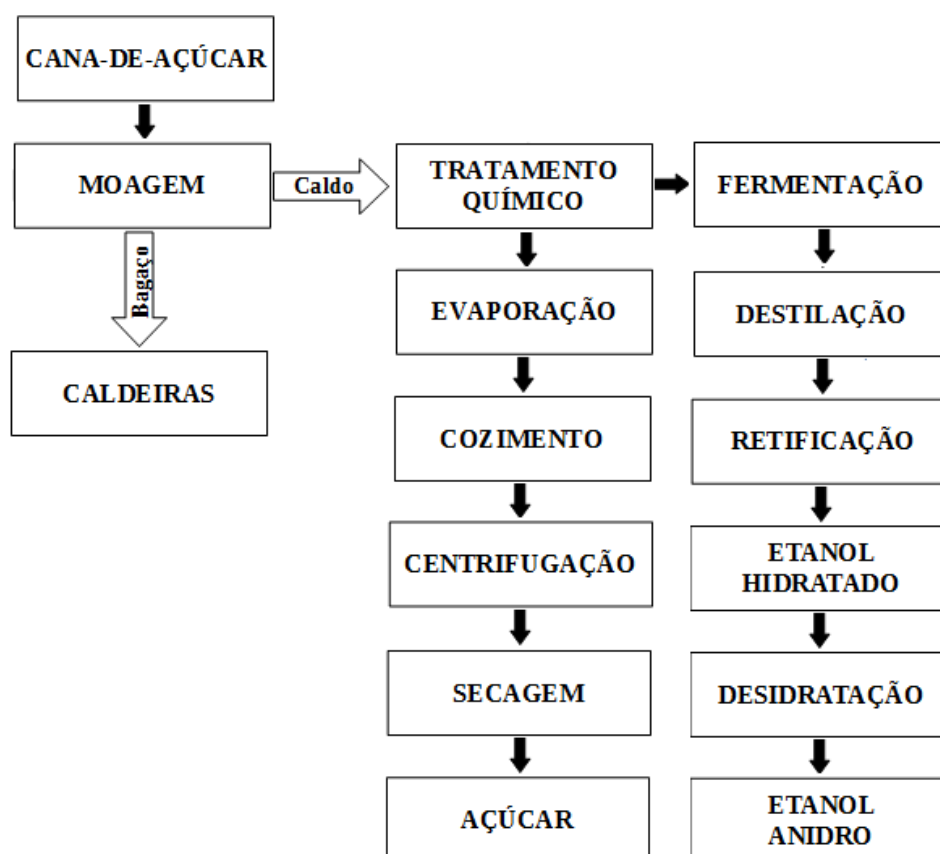 CANA-DE-AÇÚCAR
MOAGEM
Caldo
Bagaço
CALDEIRAS
TRATAMENTO
QUÍMICO
EVAPORAÇÃO
COZIMENTO
CENTRIFUGAÇÃO
SECAGEM
AÇÚCAR
FERMENTAÇÃO
DESTILAÇÃO
RETIFICAÇÃO
ETANOL
HIDRATADO
DESIDRATAÇÃO
ETANOL
ANIDRO